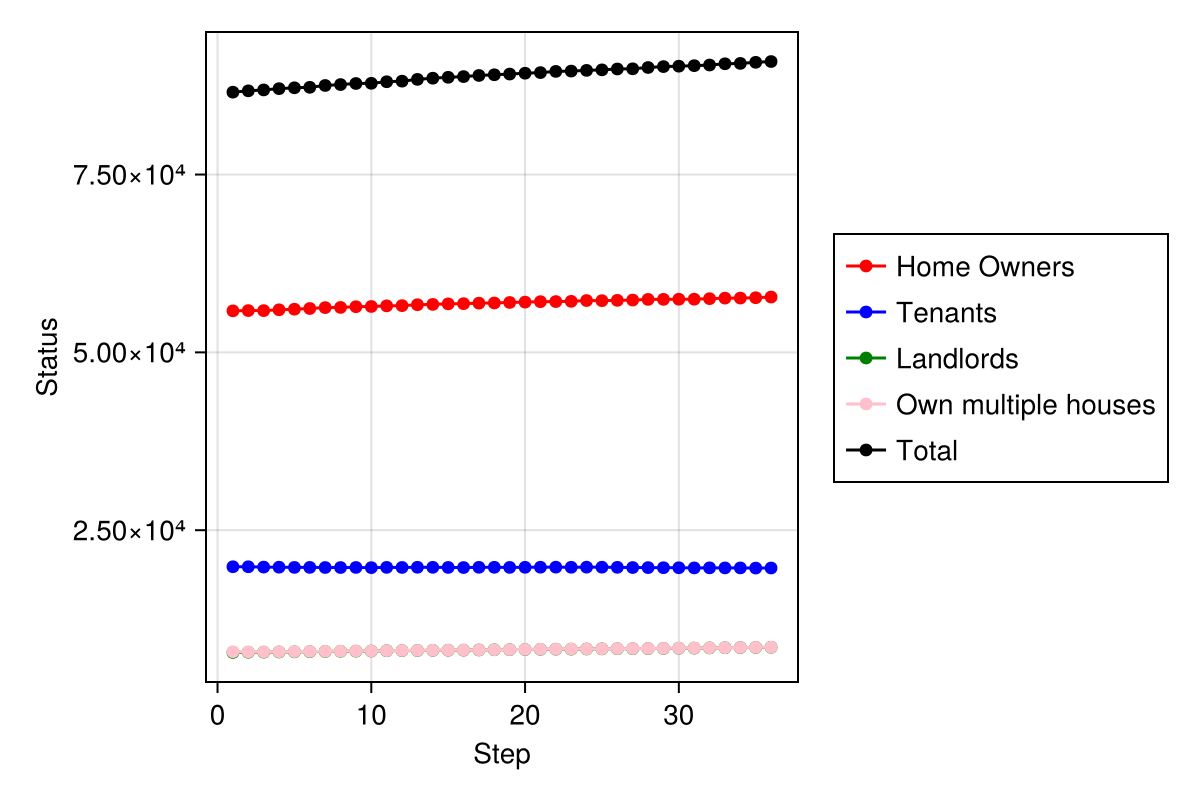 7.50×10⁴
5.00×10⁴
2.50×10⁴
Status
0 10 20 30
Step
Home Owners
Tenants
Landlords
Own multiple houses
Total